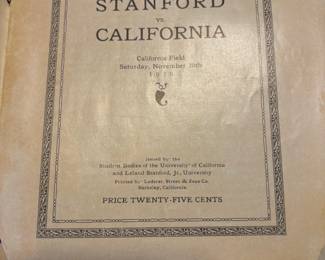 STANFORD
vs.
CALIFORNIA
California Field
Saturday, November
Issued by the
Student Bodies of the University of California
and Leland Stanford, Jr., University
Printed by Lederer, Street & Zeus Co.
Berkeley, California
PRICE TWENTY-FIVE CENTS